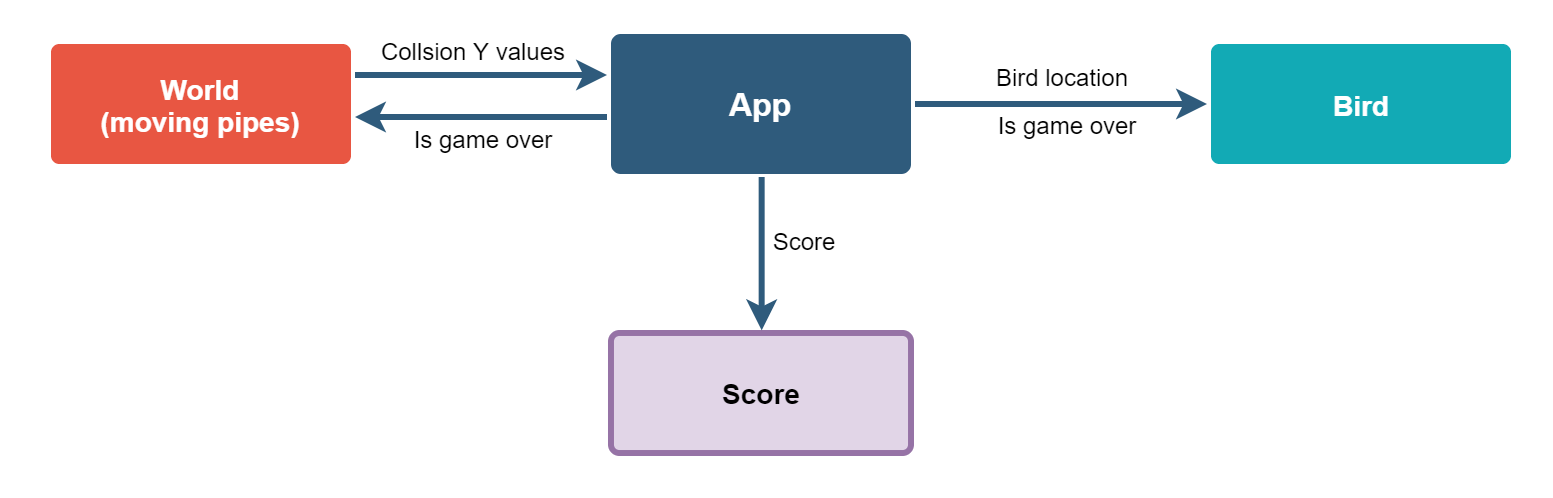 World
(moving pipes)
Collsion Y values
Is game over
App
Bird location
Is game over
Bird
Score
Score